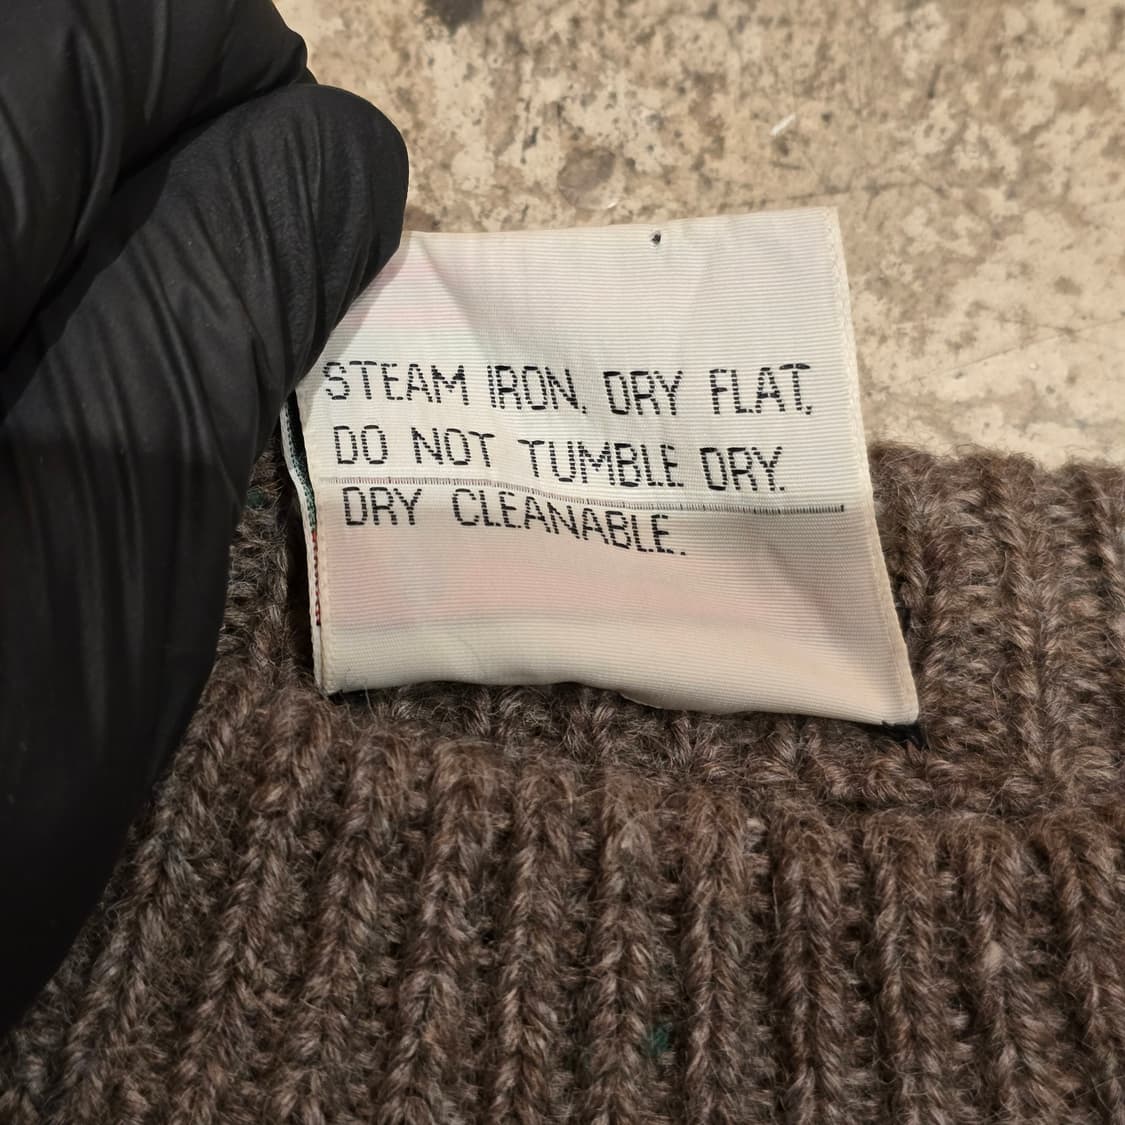 STEAM IRON. DRY FLAT,
DO NOT TUMBLE DRY.
DRY CLEANABLE.